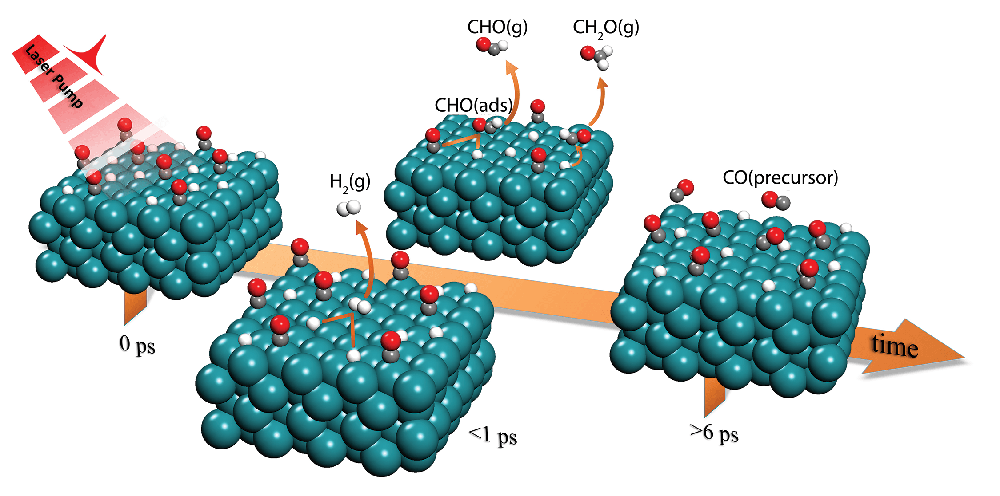 Laser Pump
CHO(g)
CH₂O(g)
CHO(ads)
H₂(g)
CO(precursor)
0 ps
<1 ps
>6 ps
time